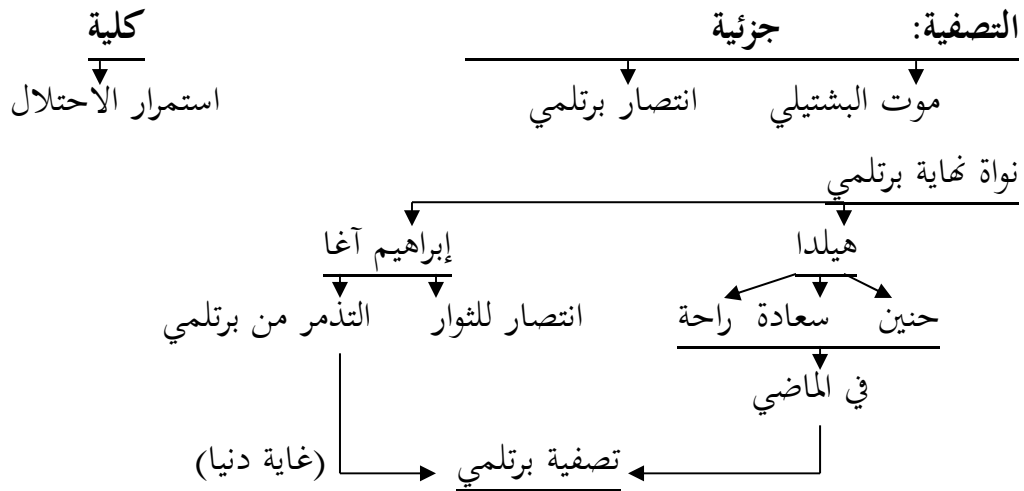 التصفية: جزئية كلية
موت البشتيلي انتصار برتلمي استمرار الاحتلال
نواة نهاية برتلمي
هيلدا إبراهيم آغا
حنين سعادة راحة انتصار للثوار التذمر من برتلمي
في الماضي
تصفية برتلمي (غاية دنيا)